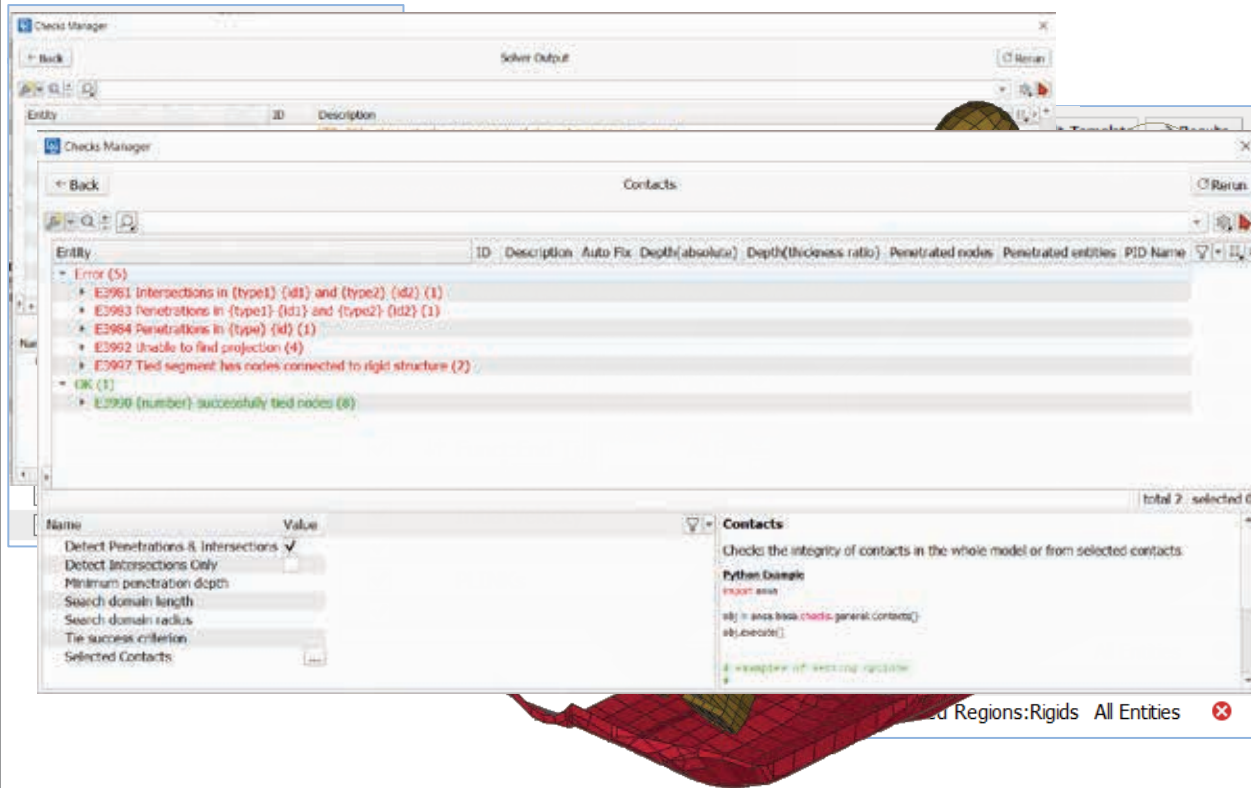 Checks Manager
Back Solver Output Rerun
Entity ID Description
Checks Manager
Back Contacts Rerun
Entity ID Description Auto Fix Depth(absolute) Depth(thickness ratio) Penetrated nodes Penetrated entities PID Name
Error (5)
E3981 Intersections in {type1} {id1} and {type2} {id2} (1)
E3983 Penetrations in {type1} {id1} and {type2} {id2} (1)
E3984 Penetrations in {type} {id} (1)
E3992 Unable to find projection (4)
E3997 Tied segment has nodes connected to rigid structure (2)
OK (1)
E3990 {number} successfully tied nodes (8)
total 2 selected 0
Name Value
Detect Penetrations & Intersections
Detect Intersections Only
Minimum penetration depth
Search domain length
Search domain radius
Tie success criterion
Selected Contacts ...
Contacts
Checks the integrity of contacts in the whole model or from selected contacts
Python Example
import ansa
obj = ansa.base.checks.general.Contacts()
obj.execute()
# examples of setting options
#
Regions:Rigids All Entities